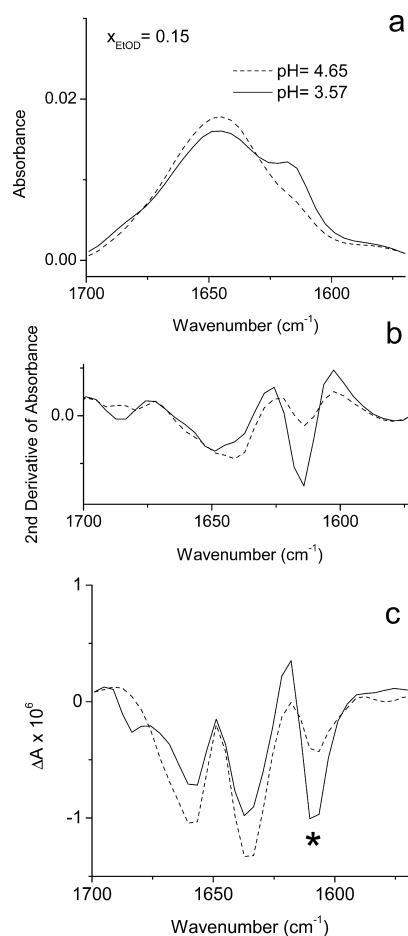 a
x EtOD = 0.15
pH= 4.65
pH= 3.57
0.02
0.00
Absorbance
1700 1650 1600
Wavenumber (cm⁻¹)
b
0.0
2nd Derivative of Absorbance
1700 1650 1600
Wavenumber (cm⁻¹)
c
1
0
-1
ΔA x 10⁶
*
1700 1650 1600
Wavenumber (cm⁻¹)